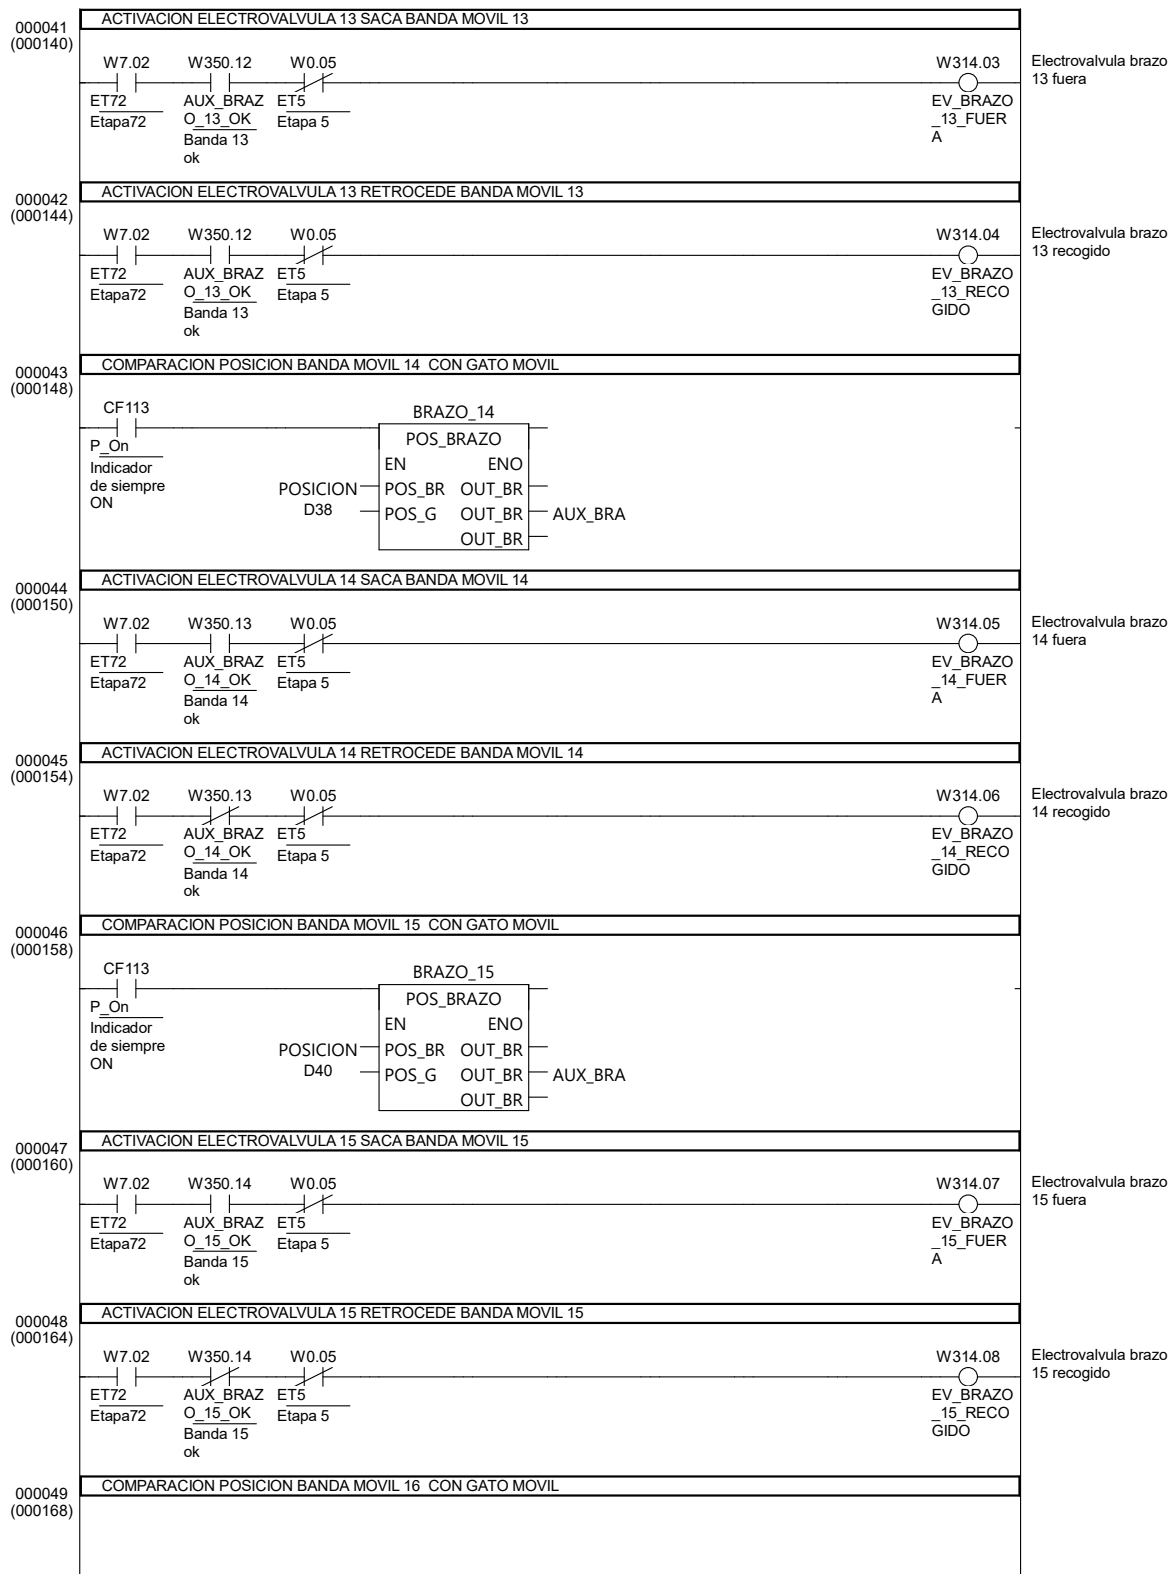 000041
(000140)
ACTIVACION ELECTROVALVULA 13 SACA BANDA MOVIL 13
W7.02 W350.12 W0.05 W314.03
ET72 AUX_BRAZ ET5 EV_BRAZO
Etapa72 O_13_OK Etapa 5 _13_FUER
Banda 13 A
ok
Electrovalvula brazo
13 fuera
000042
(000144)
ACTIVACION ELECTROVALVULA 13 RETROCEDE BANDA MOVIL 13
W7.02 W350.12 W0.05 W314.04
ET72 AUX_BRAZ ET5 EV_BRAZO
Etapa72 O_13_OK Etapa 5 _13_RECO
Banda 13 GIDO
ok
Electrovalvula brazo
13 recogido
000043
(000148)
COMPARACION POSICION BANDA MOVIL 14 CON GATO MOVIL
CF113 BRAZO_14
P_On POS_BRAZO
Indicador EN ENO
de siempre POSICION POS_BR OUT_BR
ON D38 POS_G OUT_BR AUX_BRA
OUT_BR
000044
(000150)
ACTIVACION ELECTROVALVULA 14 SACA BANDA MOVIL 14
W7.02 W350.13 W0.05 W314.05
ET72 AUX_BRAZ ET5 EV_BRAZO
Etapa72 O_14_OK Etapa 5 _14_FUER
Banda 14 A
ok
Electrovalvula brazo
14 fuera
000045
(000154)
ACTIVACION ELECTROVALVULA 14 RETROCEDE BANDA MOVIL 14
W7.02 W350.13 W0.05 W314.06
ET72 AUX_BRAZ ET5 EV_BRAZO
Etapa72 O_14_OK Etapa 5 _14_RECO
Banda 14 GIDO
ok
Electrovalvula brazo
14 recogido
000046
(000158)
COMPARACION POSICION BANDA MOVIL 15 CON GATO MOVIL
CF113 BRAZO_15
P_On POS_BRAZO
Indicador EN ENO
de siempre POSICION POS_BR OUT_BR
ON D40 POS_G OUT_BR AUX_BRA
OUT_BR
000047
(000160)
ACTIVACION ELECTROVALVULA 15 SACA BANDA MOVIL 15
W7.02 W350.14 W0.05 W314.07
ET72 AUX_BRAZ ET5 EV_BRAZO
Etapa72 O_15_OK Etapa 5 _15_FUER
Banda 15 A
ok
Electrovalvula brazo
15 fuera
000048
(000164)
ACTIVACION ELECTROVALVULA 15 RETROCEDE BANDA MOVIL 15
W7.02 W350.14 W0.05 W314.08
ET72 AUX_BRAZ ET5 EV_BRAZO
Etapa72 O_15_OK Etapa 5 _15_RECO
Banda 15 GIDO
ok
Electrovalvula brazo
15 recogido
000049
(000168)
COMPARACION POSICION BANDA MOVIL 16 CON GATO MOVIL